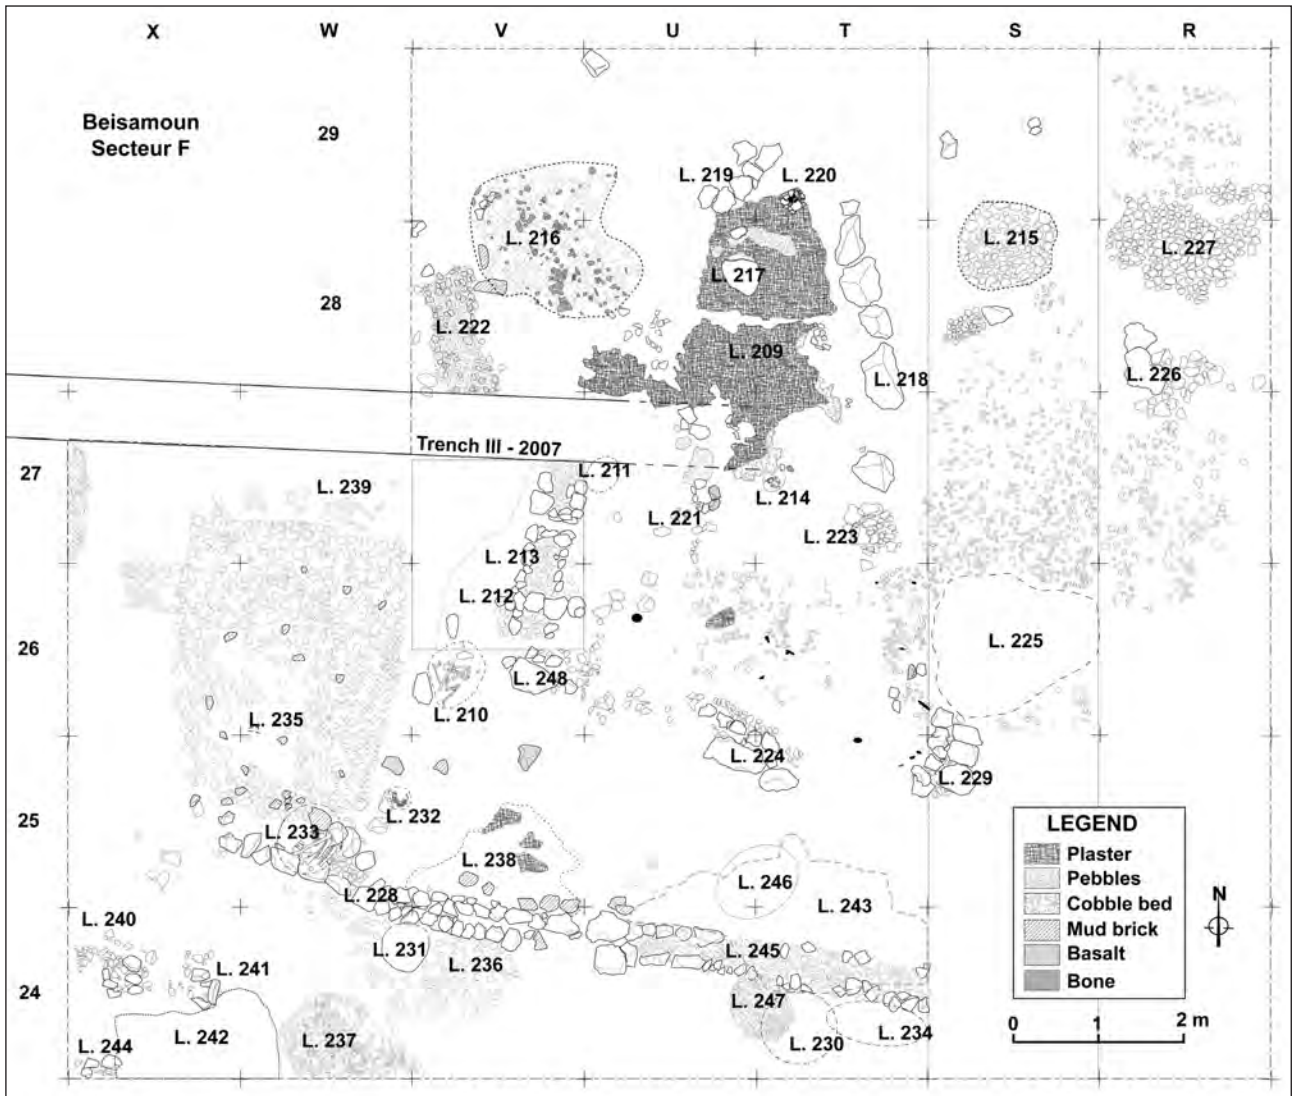 X W V U T S R
Beisamoun
Secteur F
29
L. 219 L. 220
L. 216 L. 215 L. 227
L. 217
28
L. 222
L. 209
L. 218 L. 226
Trench III - 2007
27
L. 211
L. 239 L. 214
L. 221
L. 223
L. 213
L. 212
26
L. 225
L. 248
L. 210
L. 235
L. 224
L. 229
L. 232
25
L. 233
L. 238
L. 246
L. 228
L. 243
L. 240
L. 231 L. 245
L. 236
L. 241
24
L. 247
L. 242 L. 237 L. 234
L. 244 L. 230
LEGEND
Plaster
Pebbles
Cobble bed
Mud brick
Basalt
Bone
N
0 1 2 m